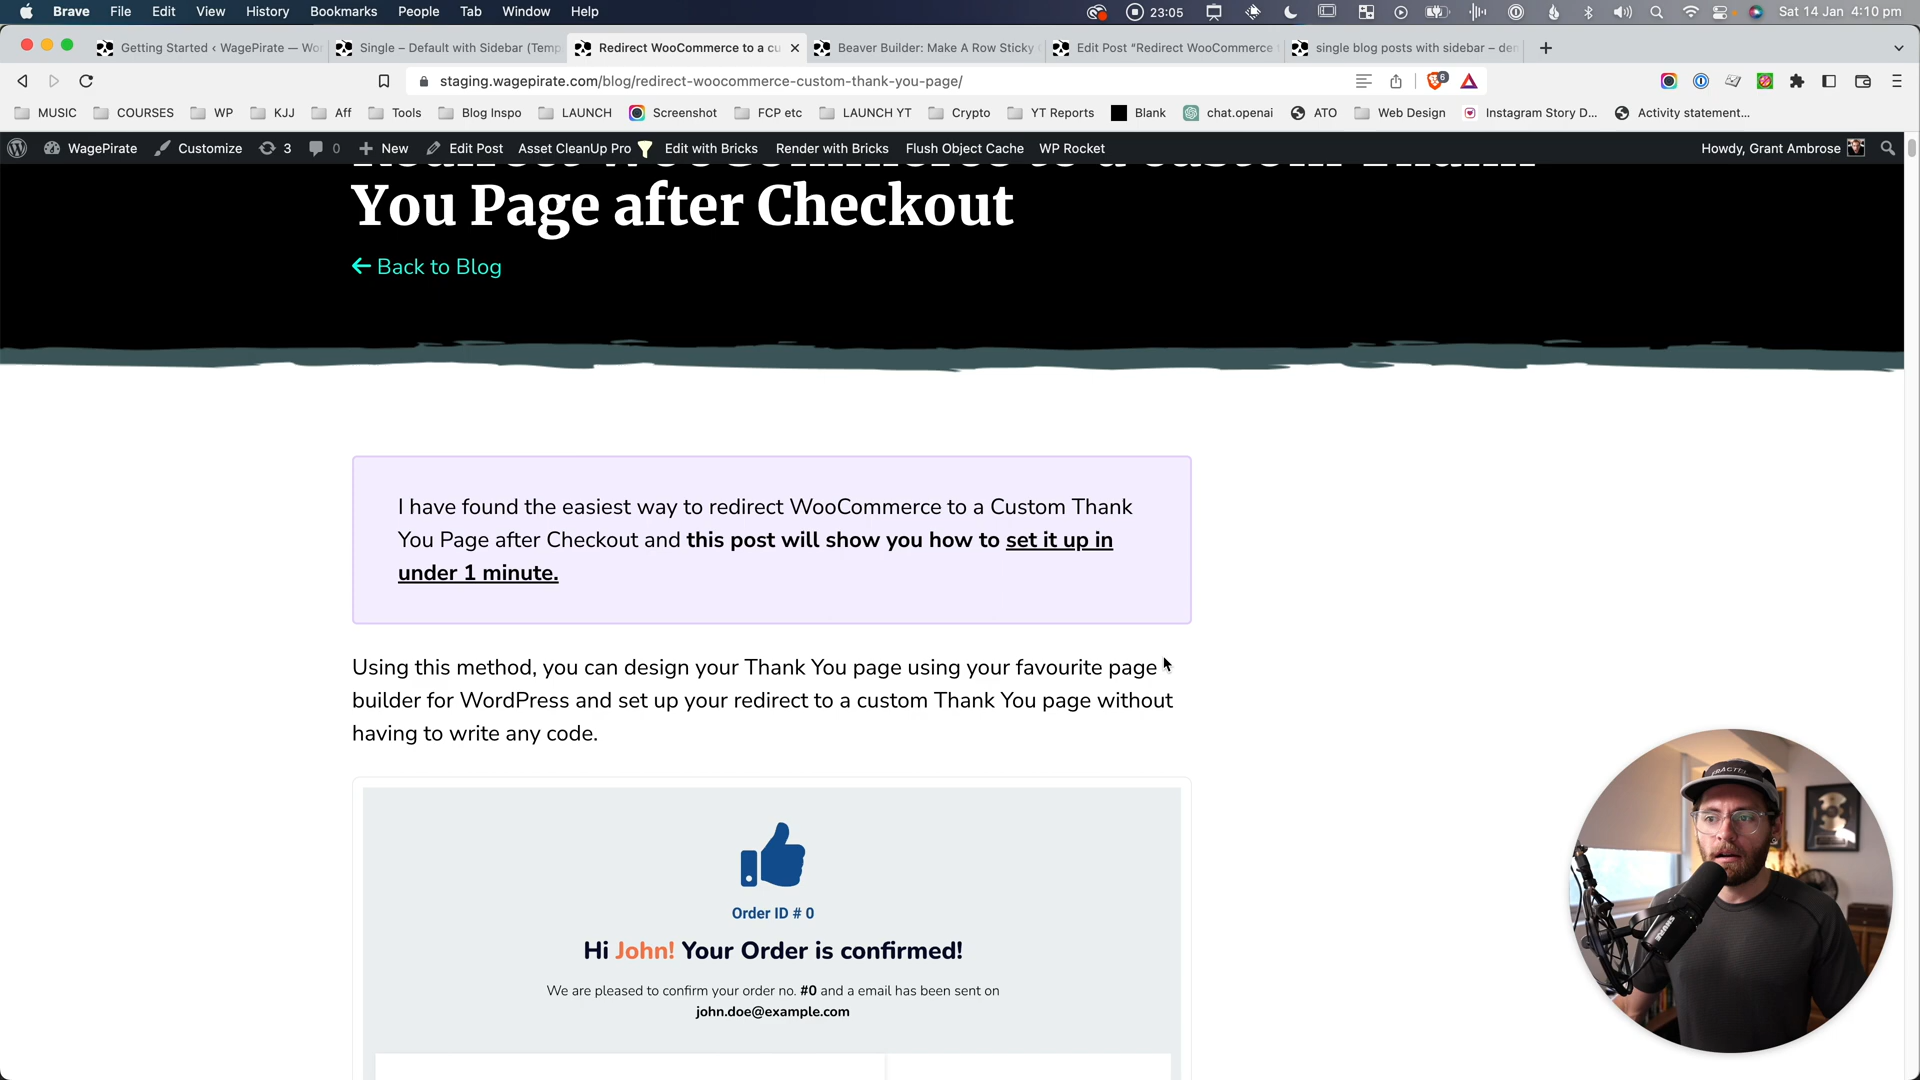 Brave File Edit View History Bookmarks People Tab Window Help 23:05 Sat 14 Jan 4:10 pm
Getting Started ‹ WagePirate — Wo
Single – Default with Sidebar (Temp
Redirect WooCommerce to a cu
Beaver Builder: Make A Row Sticky
Edit Post “Redirect WooCommerce
single blog posts with sidebar – de
staging.wagepirate.com/blog/redirect-woocommerce-custom-thank-you-page/
6
MUSIC COURSES WP KJJ Aff Tools Blog Inspo LAUNCH Screenshot FCP etc LAUNCH YT Crypto YT Reports Blank chat.openai ATO Web Design Instagram Story D... Activity statement...
WagePirate Customize 3 0 New Edit Post Asset CleanUp Pro Edit with Bricks Render with Bricks Flush Object Cache WP Rocket Howdy, Grant Ambrose
Redirect WooCommerce to a Custom Thank
You Page after Checkout
Back to Blog
I have found the easiest way to redirect WooCommerce to a Custom Thank
You Page after Checkout and this post will show you how to set it up in
under 1 minute.
Using this method, you can design your Thank You page using your favourite page
builder for WordPress and set up your redirect to a custom Thank You page without
having to write any code.
Order ID # 0
Hi John! Your Order is confirmed!
We are pleased to confirm your order no. #0 and a email has been sent on
john.doe@example.com
SHURE